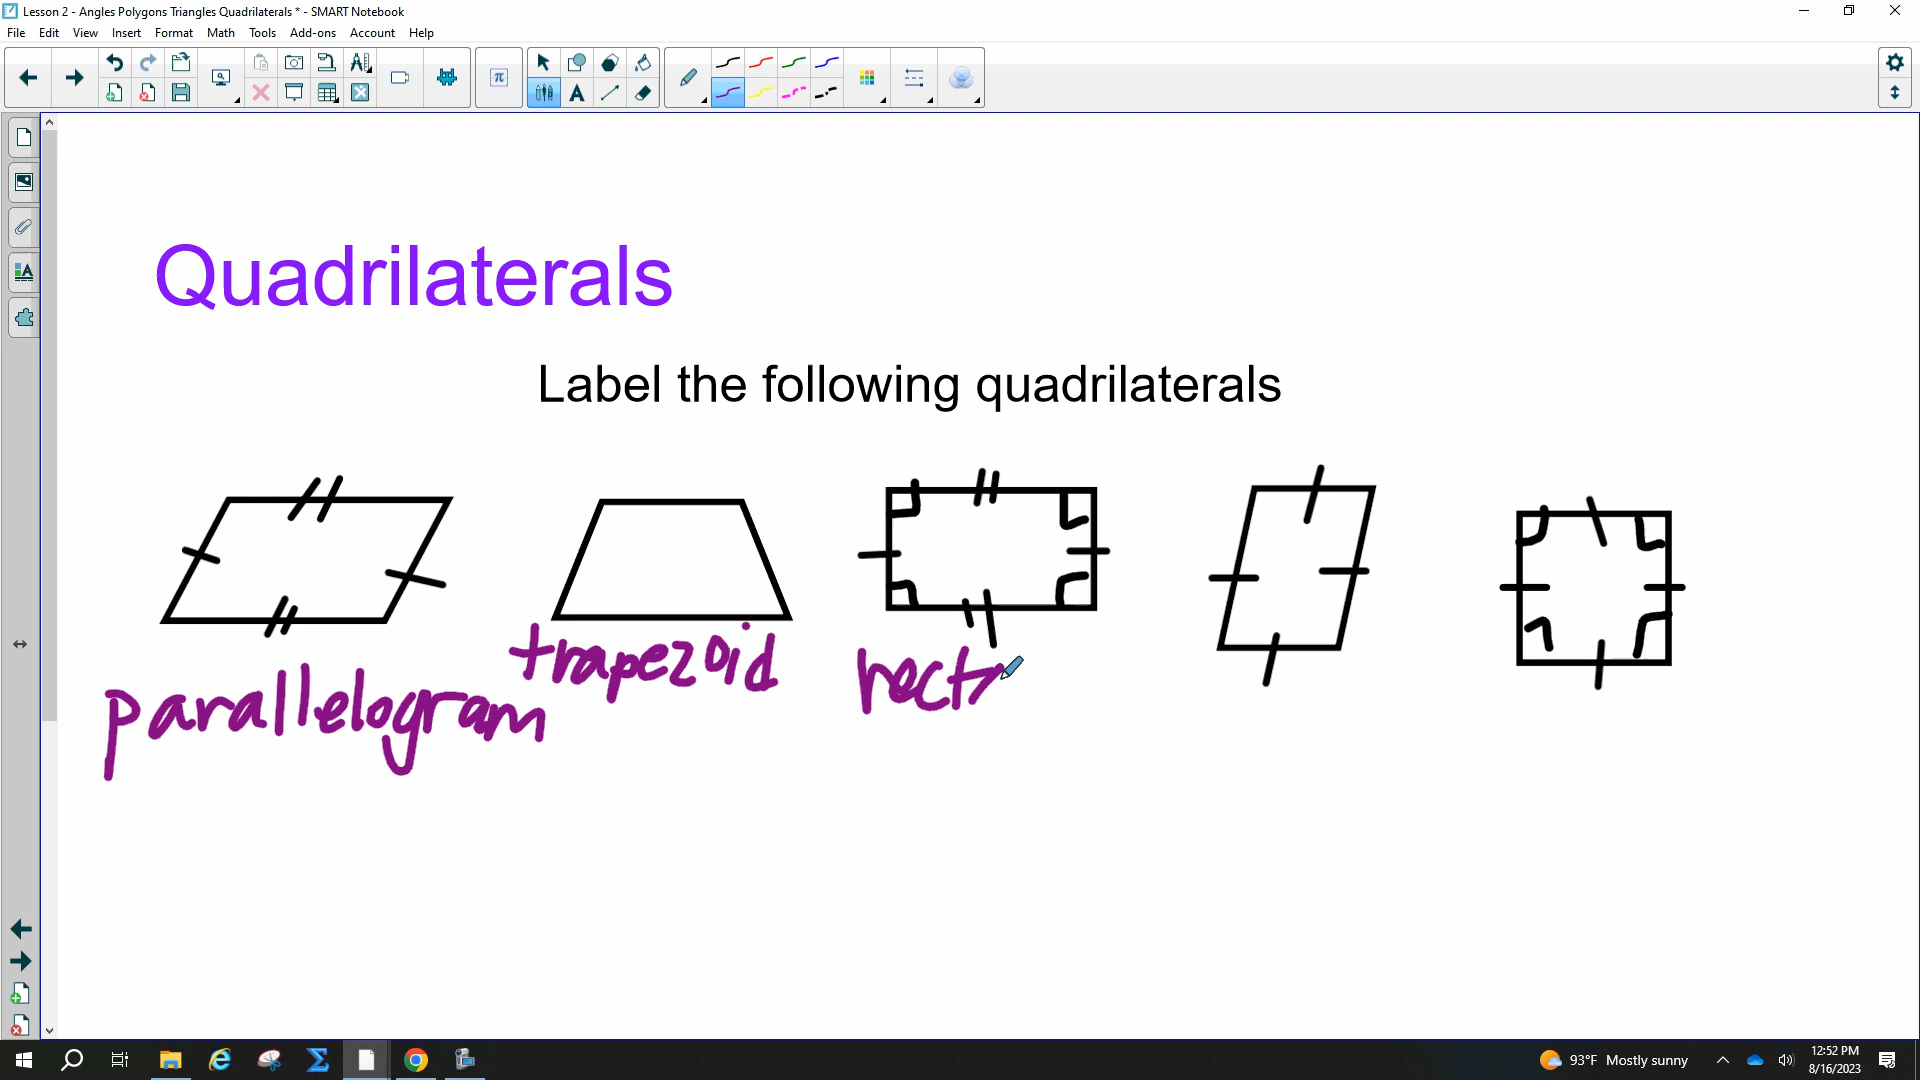 Lesson 2 - Angles Polygons Triangles Quadrilaterals * - SMART Notebook
File Edit View Insert Format Math Tools Add-ons Account Help
Quadrilaterals
Label the following quadrilaterals
parallelogram trapezoid rect
93°F Mostly sunny
12:52 PM
8/16/2023